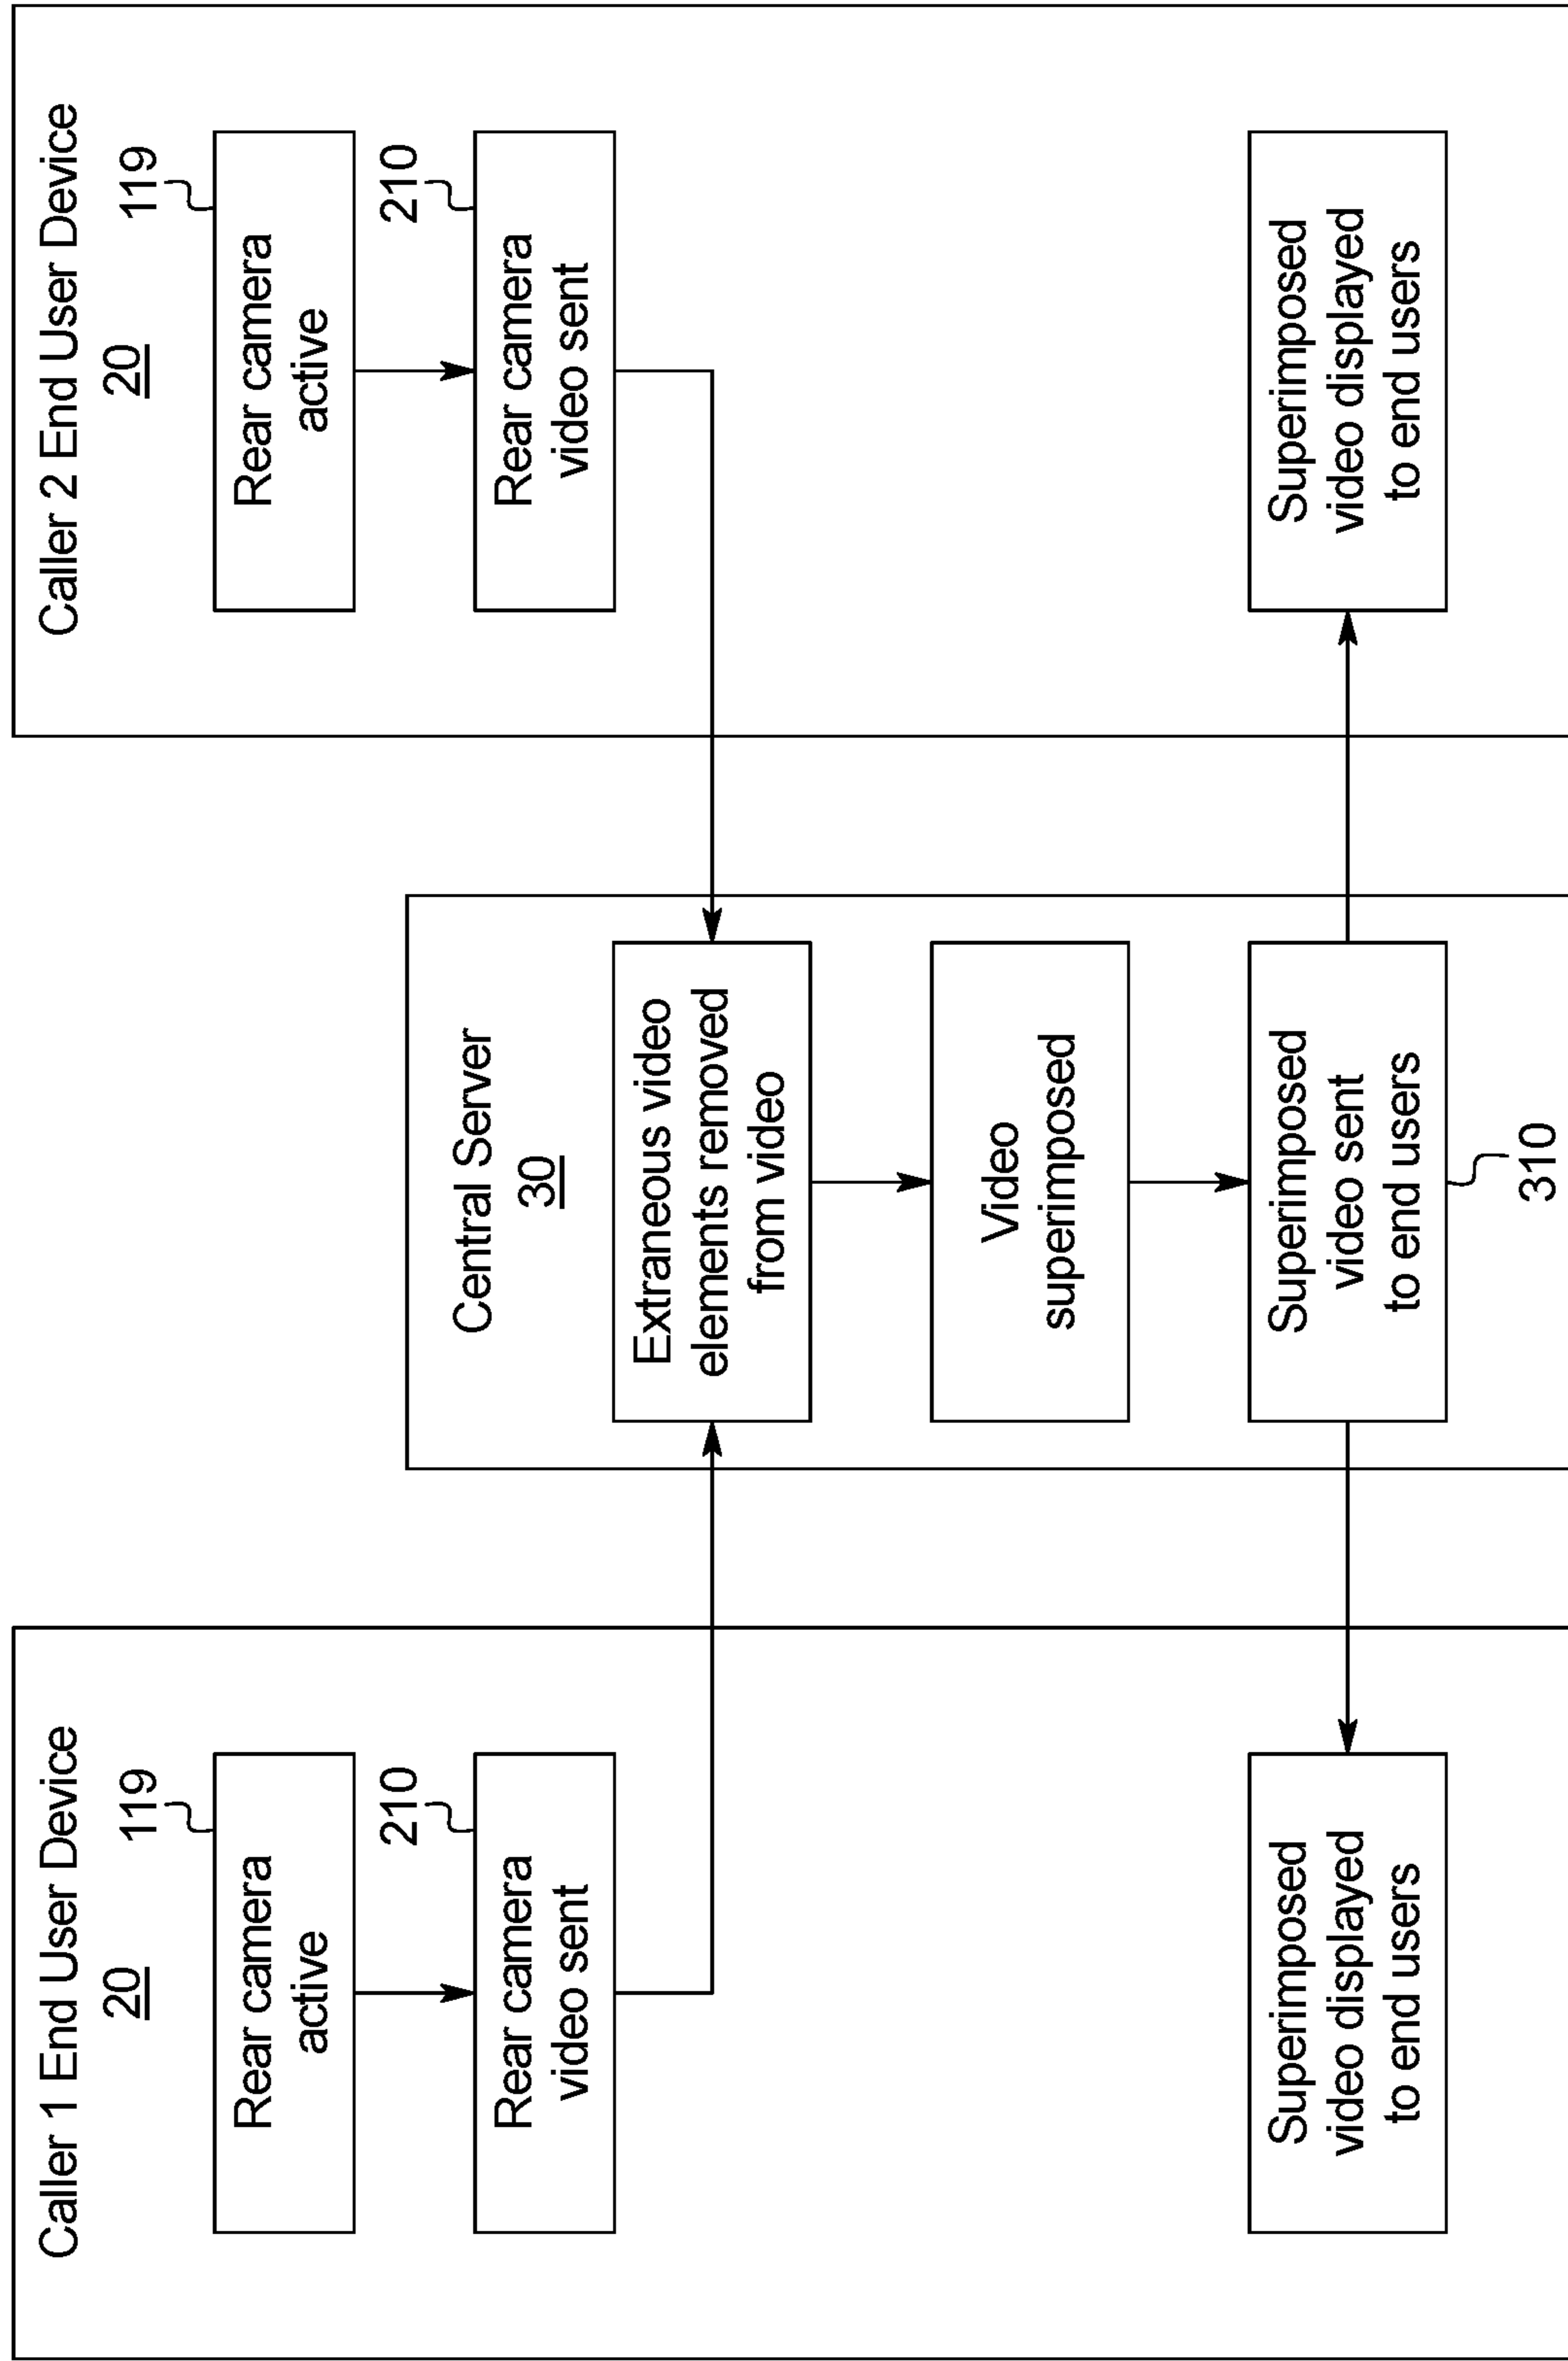 Caller 1 End User Device
20
119
Rear camera
active
210
Rear camera
video sent
Superimposed
video displayed
to end users
Central Server
30
Extraneous video
elements removed
from video
Video
superimposed
Superimposed
video sent
to end users
310
Caller 2 End User Device
20
119
Rear camera
active
210
Rear camera
video sent
Superimposed
video displayed
to end users